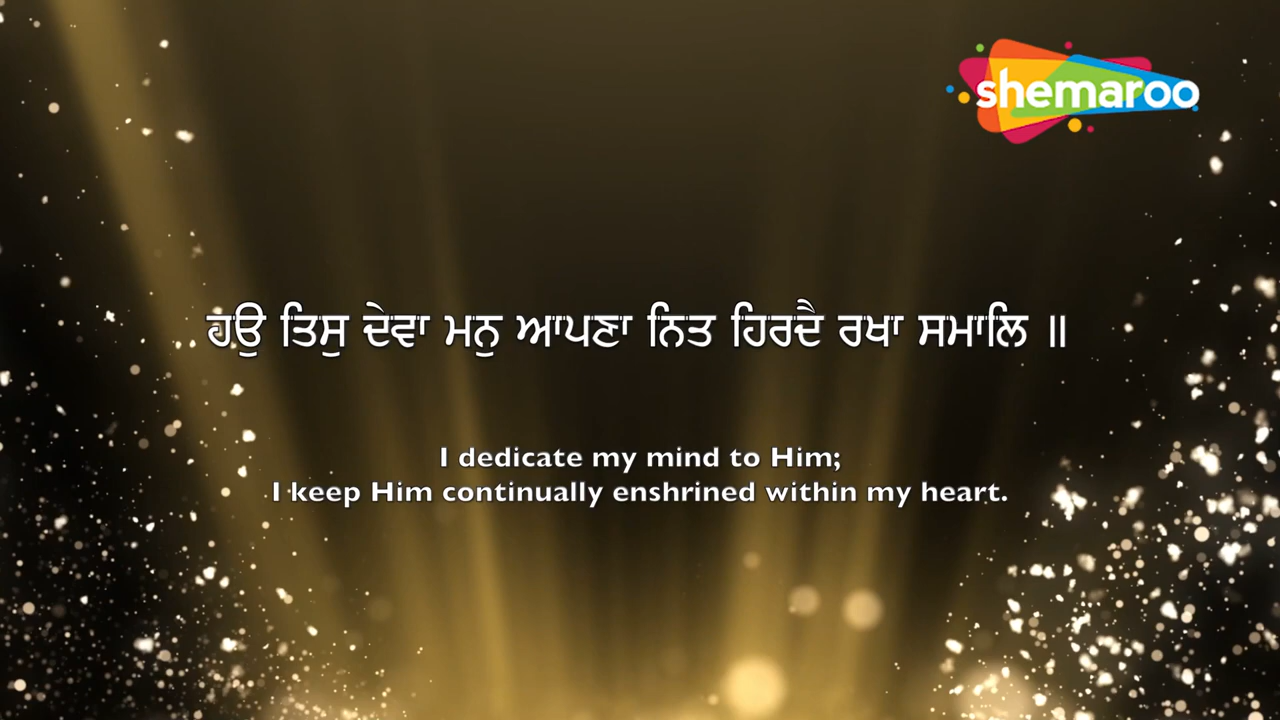 shemaroo
ਹਉ ਤਿਸੁ ਦੇਵਾ ਮਨੁ ਆਪਣਾ ਨਿਤ ਹਿਰਦੈ ਰਖਾ ਸਮਾਲਿ ॥
I dedicate my mind to Him;
I keep Him continually enshrined within my heart.